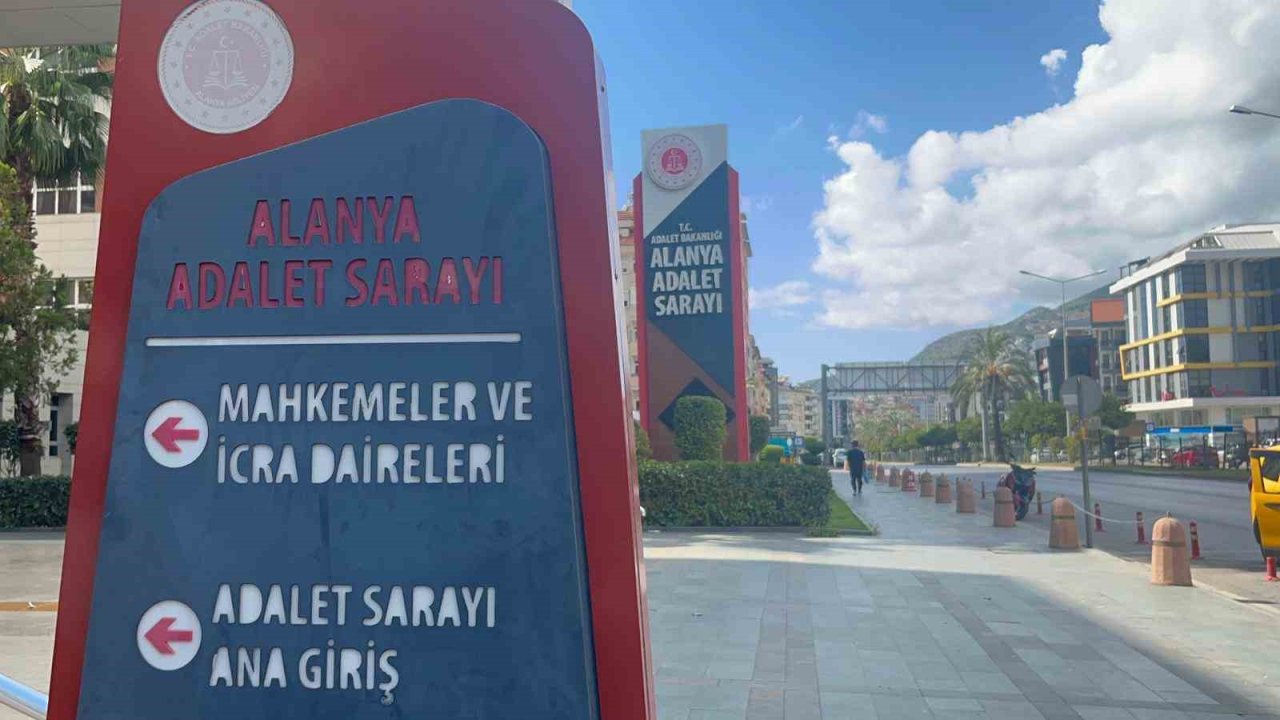 ALANYA
ADALET SARAYI
MAHKEMELER VE
İCRA DAİRELERİ
ADALET SARAYI
ANA GİRİŞ
T.C.
ADALET BAKANLIĞI
ALANYA
ADALET
SARAYI